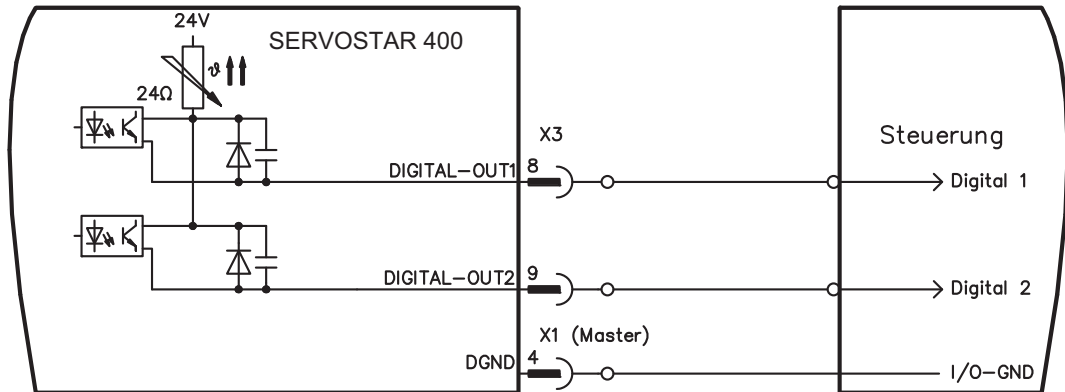 24V
SERVOSTAR 400
ϑ
24Ω
X3
Steuerung
DIGITAL-OUT1
8
Digital 1
DIGITAL-OUT2
9
Digital 2
X1 (Master)
DGND
4
I/O-GND